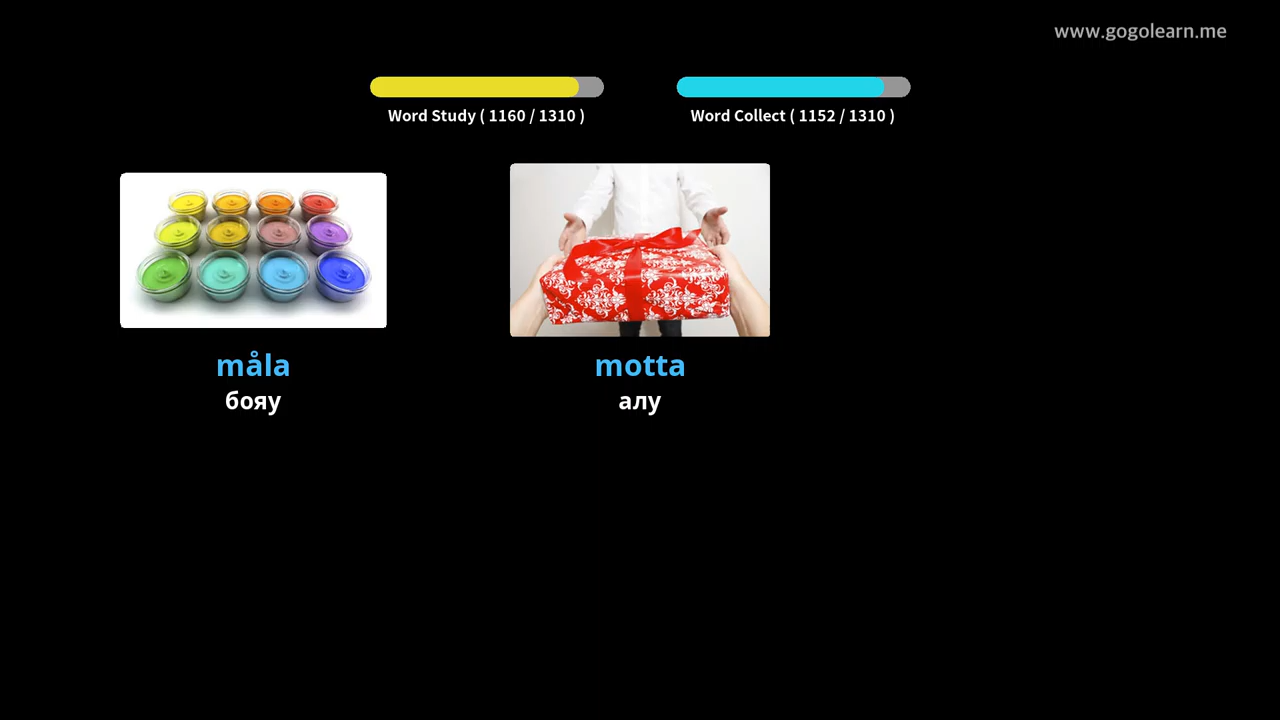 www.gogolearn.me
Word Study ( 1160 / 1310 )
Word Collect ( 1152 / 1310 )
måla
бояу
motta
алу